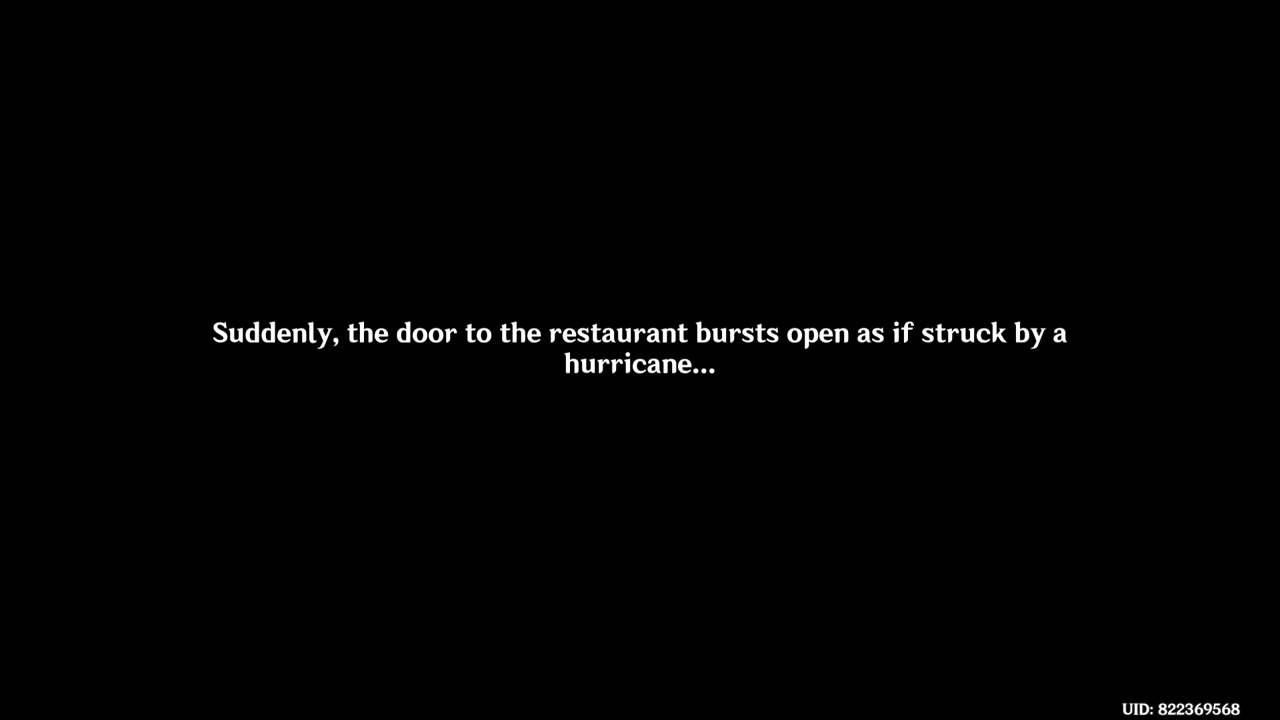 Suddenly, the door to the restaurant bursts open as if struck by a
hurricane...
UID: 822369568